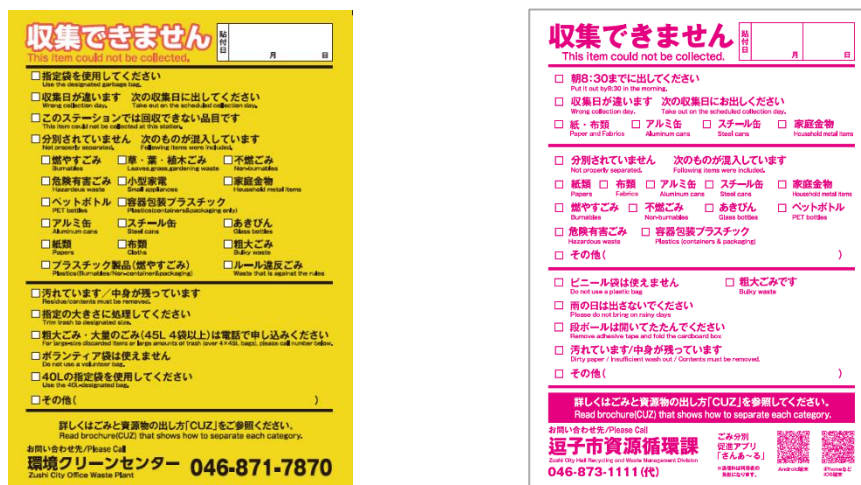 収集できません
貼付日
月 日
This item could not be collected.
□指定袋を使用してください
Use the designated garbage bag.
□収集日が違います 次の収集日に出してください
Wrong collection day. Take out on the scheduled collection day.
□このステーションでは回収できない品目です
This item could not be collected at this station.
□分別されていません 次のものが混入しています
Not properly separated. Following items were included.
□燃やすごみ □草・葉・植木ごみ □不燃ごみ
Burnables Leaves,grass,gardening waste Non-burnables
□危険有害ごみ □小型家電 □家庭金物
Hazardous waste Small appliances Household metal items
□ペットボトル □容器包装プラスチック
PET bottles Plastics(containers&packaging only)
□アルミ缶 □スチール缶 □あきびん
Aluminum cans Steel cans Glass bottles
□紙類 □布類 □粗大ごみ
Papers Cloths Bulky waste
□プラスチック製品(燃やすごみ) □ルール違反ごみ
Plastics(Burnables/Non-container&packaging) Waste that is against the rules
□汚れています/中身が残っています
Residue/contents must be removed.
□指定の大きさに処理してください
Trim trash to designated size.
□粗大ごみ・大量のごみ(45L 4袋以上)は電話で申し込みください
For large-size discarded items or large amounts of trash (over 4×45L bags), please call number below.
□ボランティア袋は使えません
Do not use a volunteer bag.
□40Lの指定袋を使用してください
Use the 40L-designated bag.
□その他( )
詳しくはごみと資源物の出し方「CUZ」をご参照ください。
Read brochure(CUZ) that shows how to separate each category.
お問い合わせ先/Please Call
環境クリーンセンター 046-871-7870
Zushi City Office Waste Plant
収集できません
貼付日
月 日
This item could not be collected.
□ 朝8:30までに出してください
Put it out by8:30 in the morning.
□ 収集日が違います 次の収集日にお出しください
Wrong collection day. Take out on the scheduled collection day.
□ 紙・布類 □ アルミ缶 □ スチール缶 □ 家庭金物
Paper and Fabrics Aluminum cans Steel cans Household metal items
□ 分別されていません 次のものが混入しています
Not properly separated. Following items were included.
□ 紙類 □ 布類 □ アルミ缶 □ スチール缶 □ 家庭金物
Papers Fabrics Aluminum cans Steel cans Household metal items
□ 燃やすごみ □ 不燃ごみ □ あきびん □ ペットボトル
Burnables Non-burnables Glass bottles PET bottles
□ 危険有害ごみ □ 容器包装プラスチック
Hazardous waste Plastics (containers & packaging)
□ その他( )
□ ビニール袋は使えません □ 粗大ごみです
Do not use a plastic bag Bulky waste
□ 雨の日は出さないでください
Please do not bring on rainy days
□ 段ボールは開いてたたんでください
Remove adhesive tape and fold the cardboard box
□ 汚れています/中身が残っています
Dirty paper / Insufficient wash out / Contents must be removed.
□ その他( )
詳しくはごみと資源物の出し方「CUZ」を参照してください。
Read brochure(CUZ) that shows how to separate each category.
お問い合わせ先/Please Call
逗子市資源循環課
Zushi City Hall Recycling and Waste Management Division
046-873-1111(代)
ごみ分別
促進アプリ
「さんあ〜る」
※通信料は利用者の
負担になります。
Android端末
iPhoneなど
iOS端末